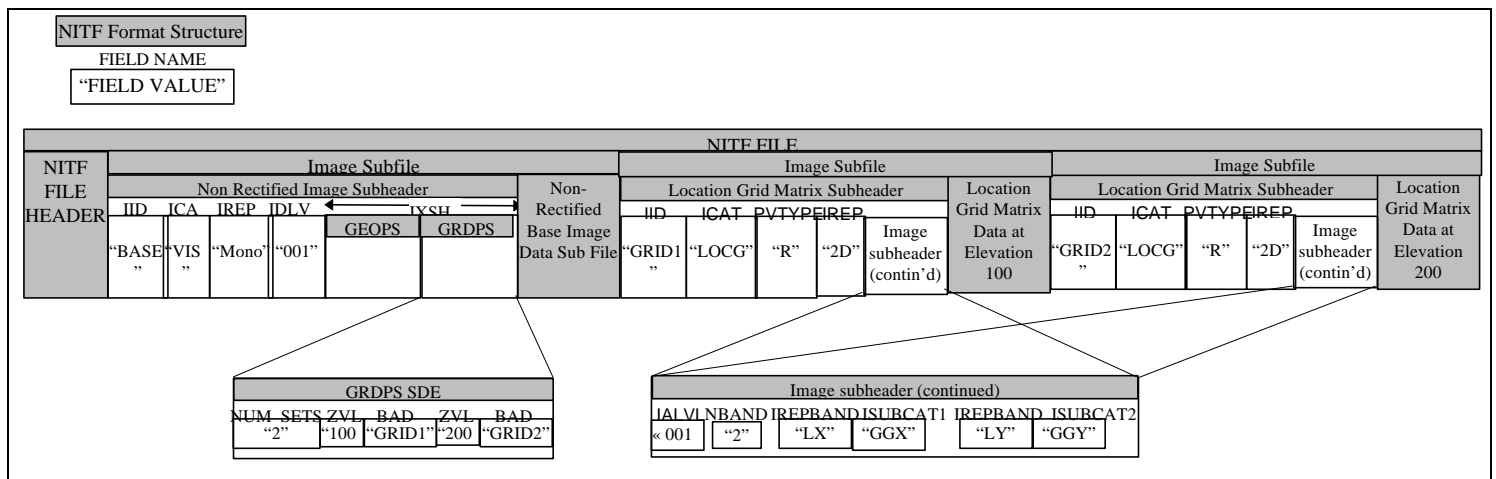 NITF Format Structure
FIELD NAME
“FIELD VALUE”
NITF FILE
NITF FILE HEADER
Image Subfile
Non Rectified Image Subheader
IID ICA IREP IDLV IXSH
GEOPS GRDPS
“BASE” “VIS” “Mono” “001”
Non-Rectified Base Image Data Sub File
Image Subfile
Location Grid Matrix Subheader
IID ICAT PVTYPE IREP
“GRID1” “LOCG” “R” “2D” Image subheader (contin’d)
Location Grid Matrix Data at Elevation 100
Image Subfile
Location Grid Matrix Subheader
IID ICAT PVTYPE IREP
“GRID2” “LOCG” “R” “2D” Image subheader (contin’d)
Location Grid Matrix Data at Elevation 200
GRDPS SDE
NUM_SETS ZVL BAD ZVL BAD
“2” “100 “GRID1” “200 “GRID2”
Image subheader (continued)
IALVL NBAND IREPBAND ISUBCAT1 IREPBAND ISUBCAT2
« 001 “2” “LX” “GGX” “LY” “GGY”